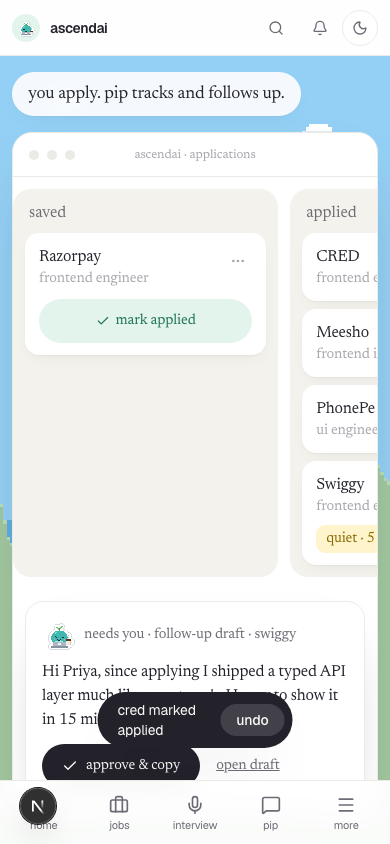 ascendai
you apply. pip tracks and follows up.
ascendai · applications
saved
Razorpay
frontend engineer
✓ mark applied
applied
CRED
frontend e
Meesho
frontend i
PhonePe
ui enginee
Swiggy
frontend e
quiet · 5
needs you · follow-up draft · swiggy
Hi Priya, since applying I shipped a typed API
layer much
to show it
in 15 mi
cred marked
applied
undo
✓ approve & copy
open draft
N
home
jobs
interview
pip
more